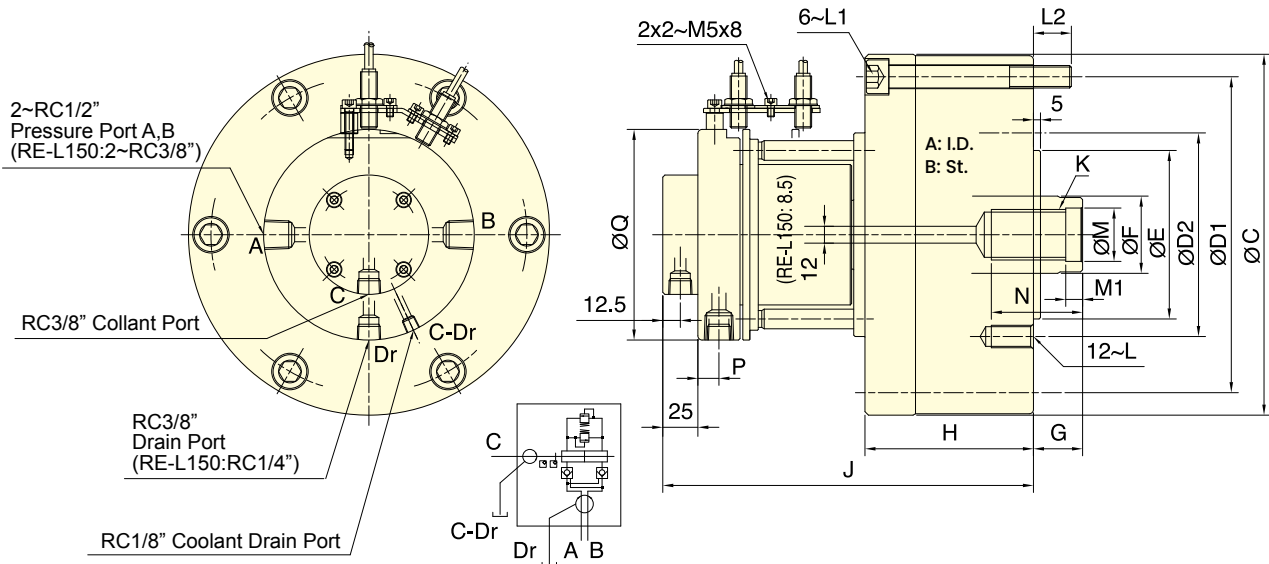 2~RC1/2"
Pressure Port A,B
(RE-L150:2~RC3/8")
A
B
C
Dr
C-Dr
RC3/8" Collant Port
RC3/8"
Drain Port
(RE-L150:RC1/4")
RC1/8" Coolant Drain Port
C
C-Dr
Dr
A
B
2x2~M5x8
6~L1
L2
5
A: I.D.
B: St.
K
ØQ
(RE-L150: 8.5)
12
ØM
ØF
ØE
ØD2
ØD1
ØC
12.5
N
M1
P
12~L
25
H
G
J